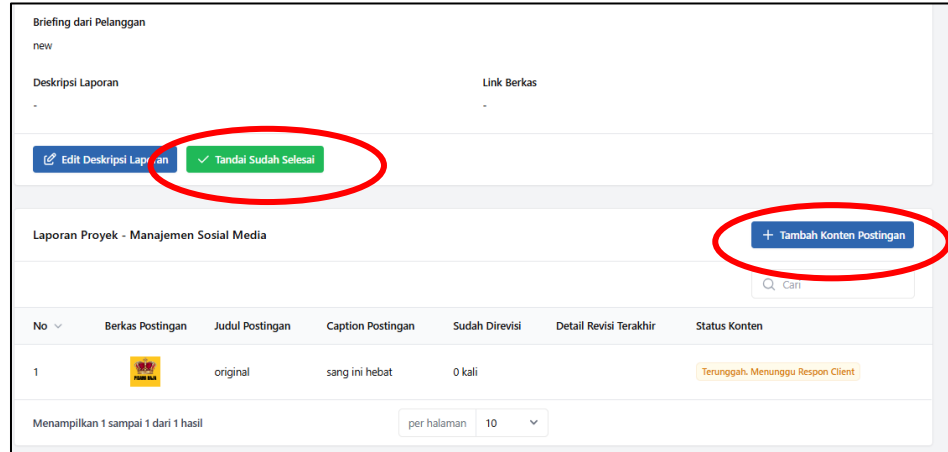 Briefing dari Pelanggan
new
Deskripsi Laporan Link Berkas
- -
Edit Deskripsi Laporan Tandai Sudah Selesai
Laporan Proyek - Manajemen Sosial Media Tambah Konten Postingan
Cari
No Berkas Postingan Judul Postingan Caption Postingan Sudah Direvisi Detail Revisi Terakhir Status Konten
1 original sang ini hebat 0 kali Terunggah. Menunggu Respon Client
Menampilkan 1 sampai 1 dari 1 hasil per halaman 10